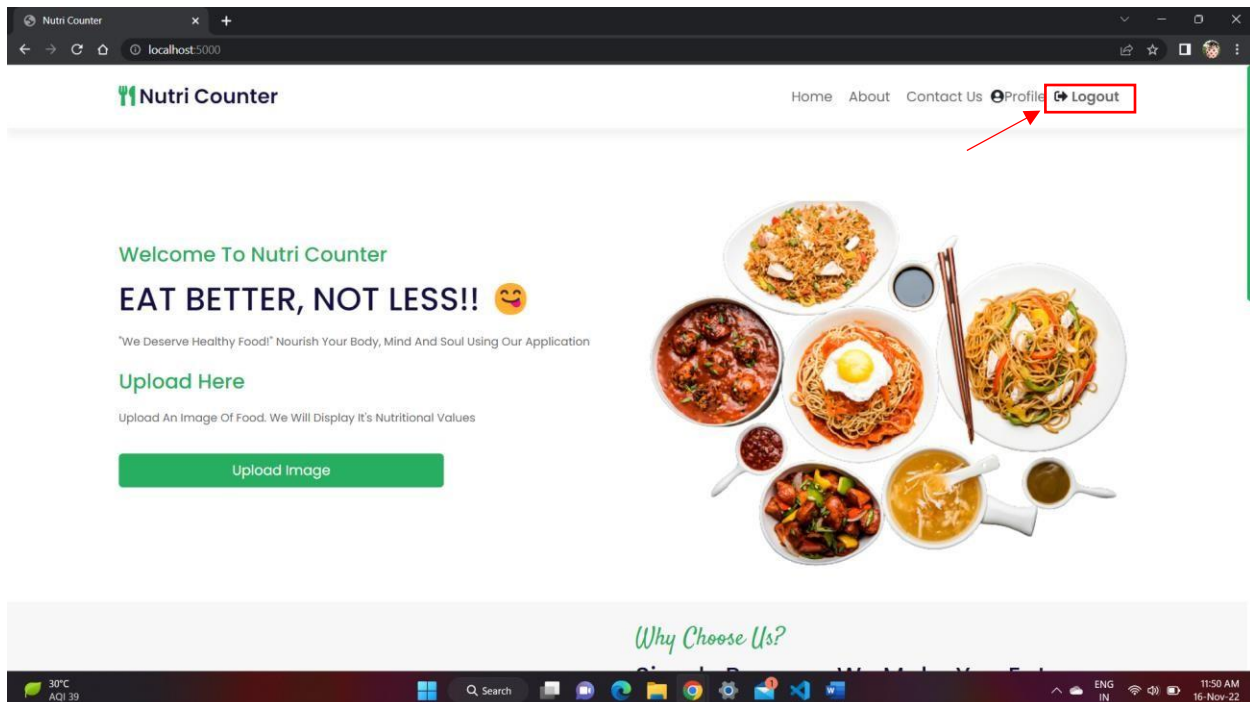 Nutri Counter
localhost:5000
Nutri Counter
Home About Contact Us Profile Logout
Welcome To Nutri Counter
EAT BETTER, NOT LESS!! 😋
"We Deserve Healthy Food!" Nourish Your Body, Mind And Soul Using Our Application
Upload Here
Upload An Image Of Food. We Will Display It's Nutritional Values
Upload Image
Why Choose Us?
30°C
AQI 39
Search
ENG
IN
11:50 AM
16-Nov-22